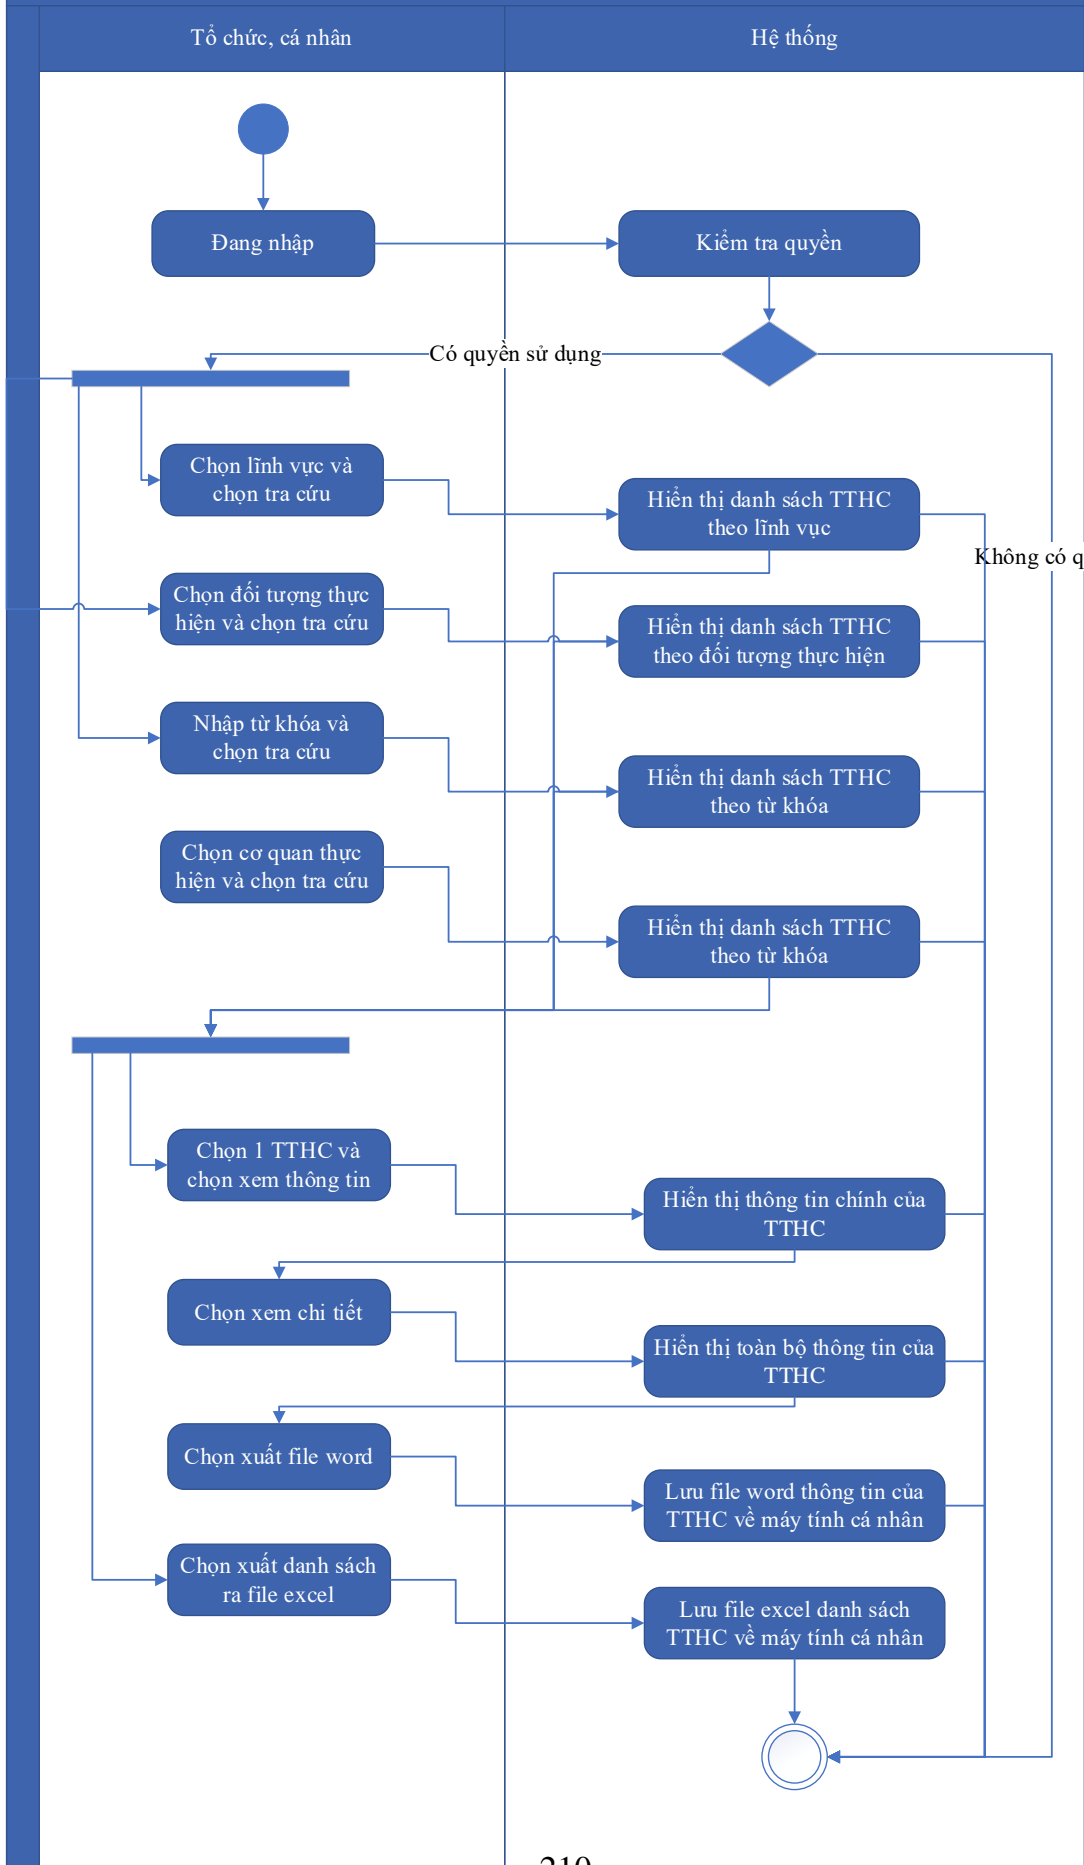 Tổ chức, cá nhân
Hệ thống
Đang nhập
Kiểm tra quyền
Có quyền sử dụng
Chọn lĩnh vực và
chọn tra cứu
Hiển thị danh sách TTHC
theo lĩnh vục
Không có q
Chọn đối tượng thực
hiện và chọn tra cứu
Hiển thị danh sách TTHC
theo đối tượng thực hiện
Nhập từ khóa và
chọn tra cứu
Hiển thị danh sách TTHC
theo từ khóa
Chọn cơ quan thực
hiện và chọn tra cứu
Hiển thị danh sách TTHC
theo từ khóa
Chọn 1 TTHC và
chọn xem thông tin
Hiển thị thông tin chính của
TTHC
Chọn xem chi tiết
Hiển thị toàn bộ thông tin của
TTHC
Chọn xuất file word
Lưu file word thông tin của
TTHC về máy tính cá nhân
Chọn xuất danh sách
ra file excel
Lưu file excel danh sách
TTHC về máy tính cá nhân
210